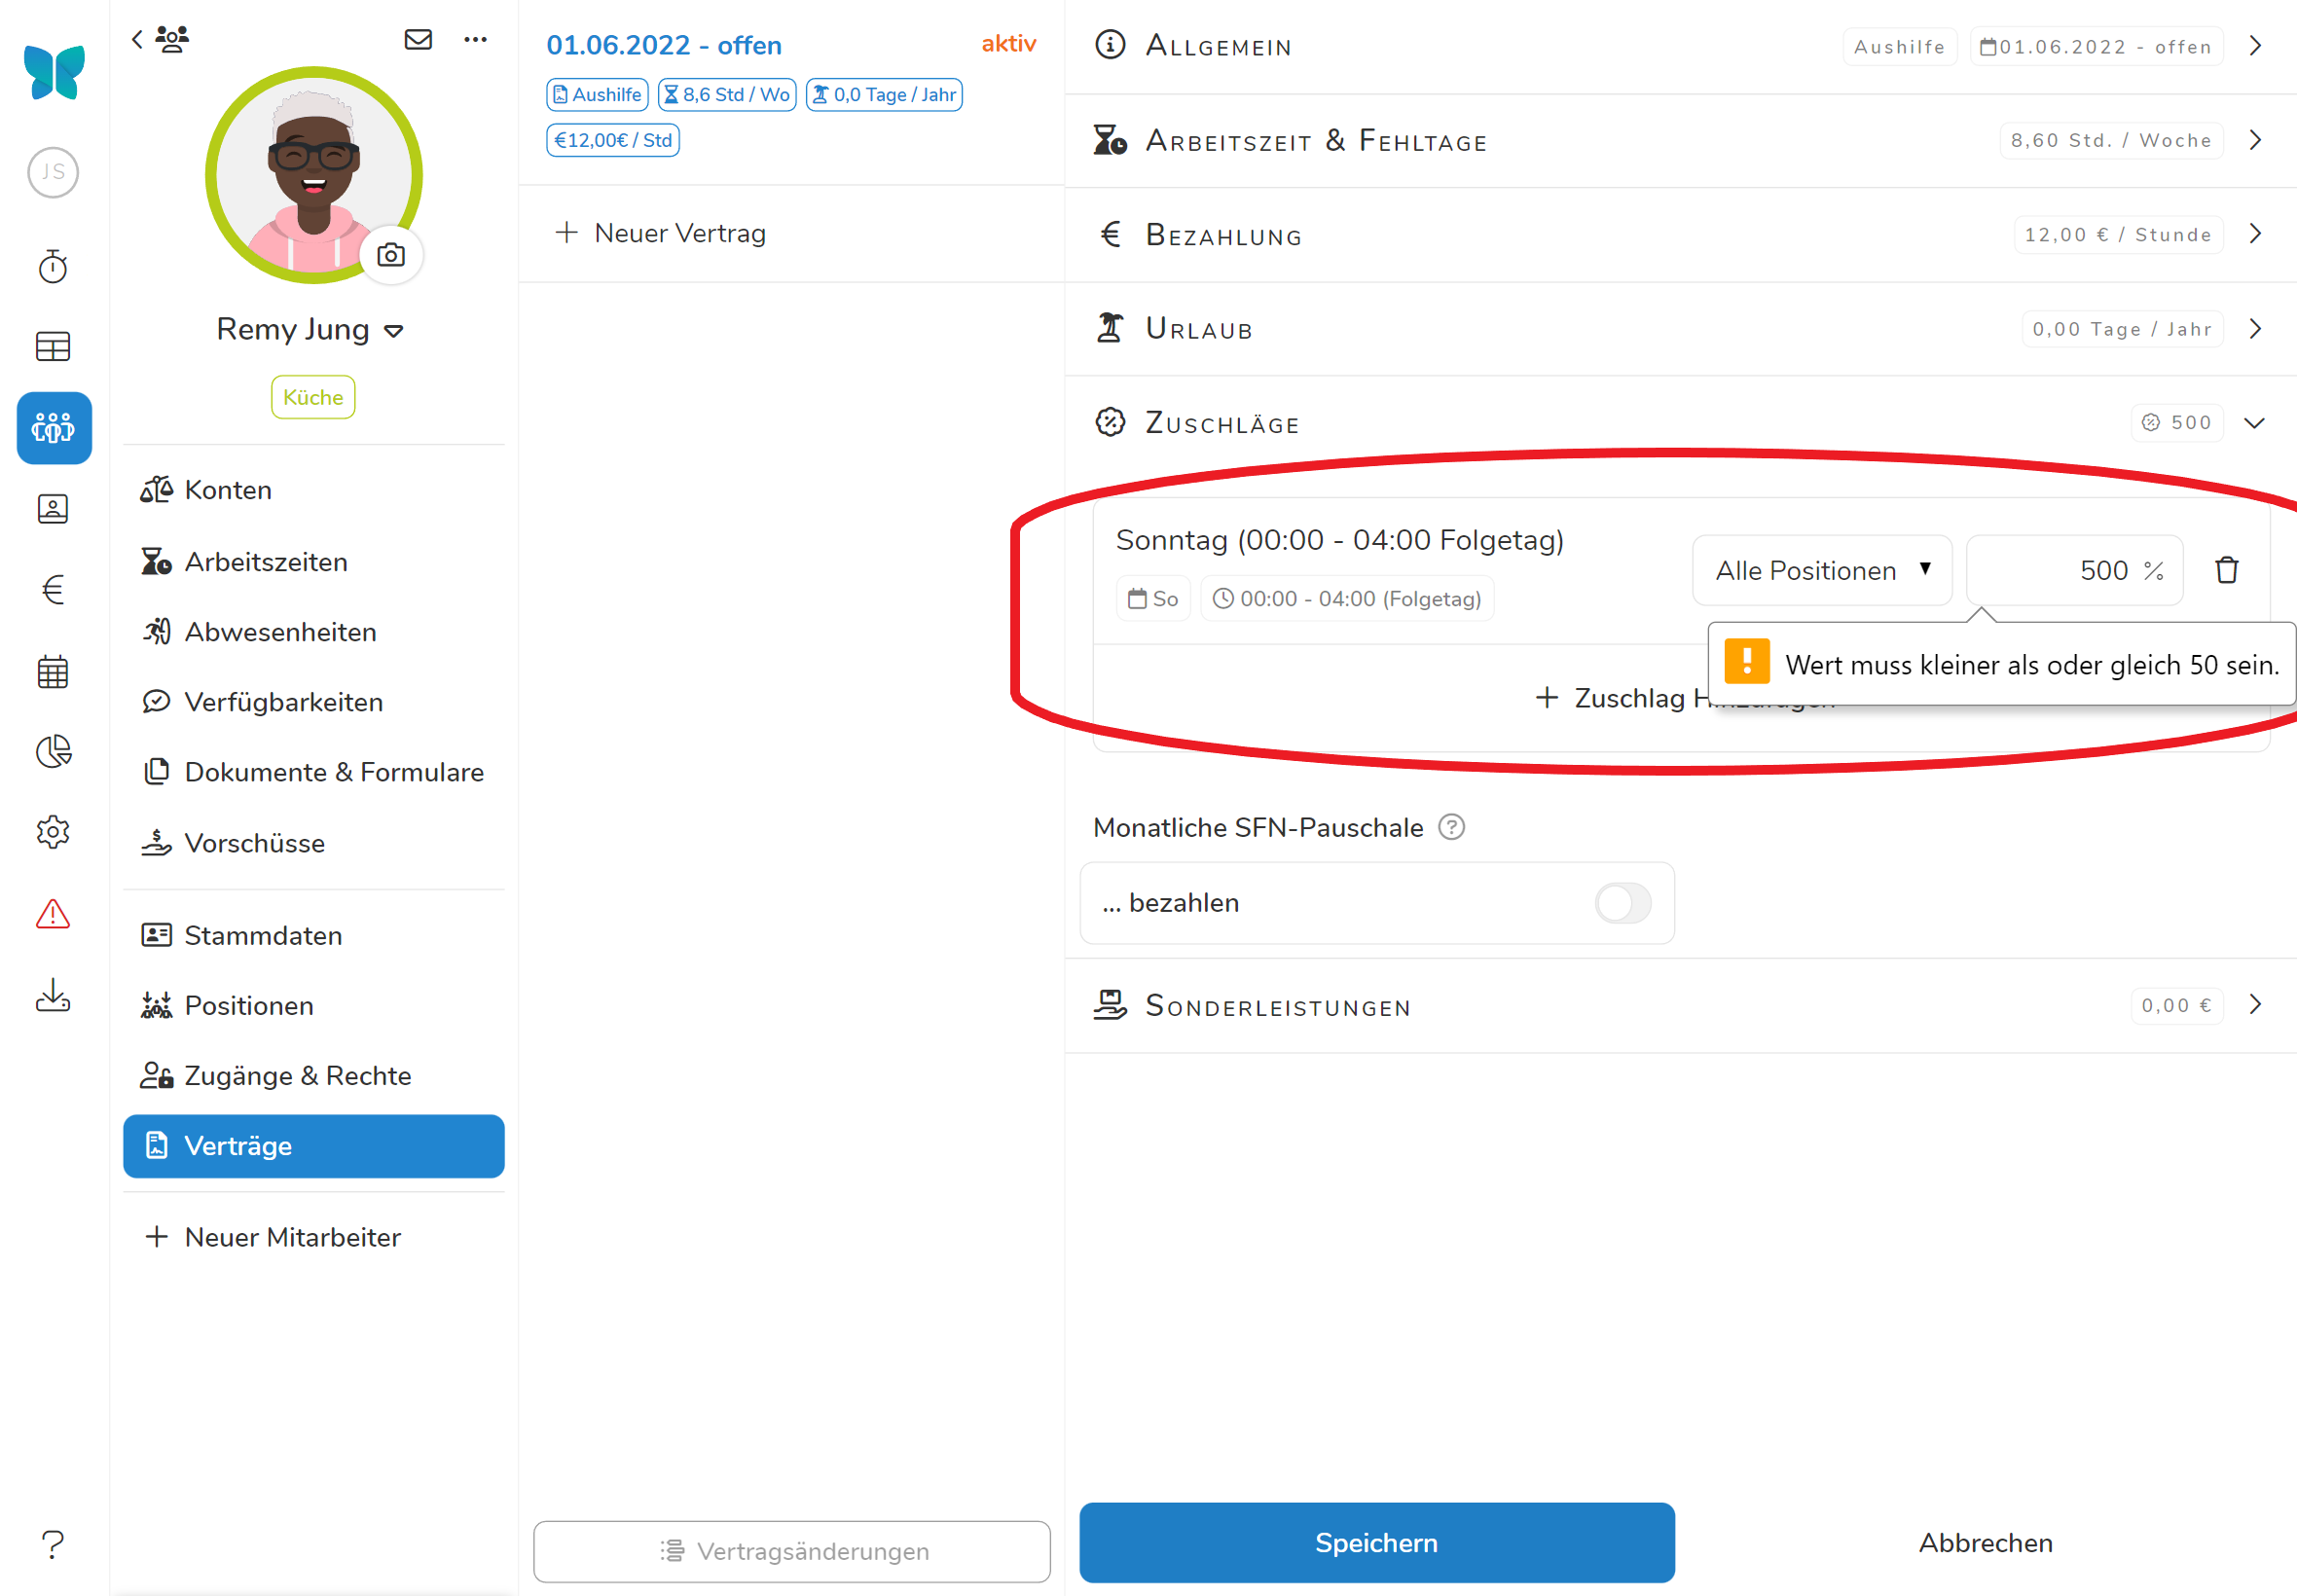 JS
Remy Jung
Küche
Konten
Arbeitszeiten
Abwesenheiten
Verfügbarkeiten
Dokumente & Formulare
Vorschüsse
Stammdaten
Positionen
Zugänge & Rechte
Verträge
+ Neuer Mitarbeiter
01.06.2022 - offen
aktiv
Aushilfe
8,6 Std / Wo
0,0 Tage / Jahr
€12,00€ / Std
+ Neuer Vertrag
Vertragsänderungen
Allgemein
Aushilfe
01.06.2022 - offen
Arbeitszeit & Fehltage
8,60 Std. / Woche
€ Bezahlung
12,00 € / Stunde
Urlaub
0,00 Tage / Jahr
Zuschläge
500
Sonntag (00:00 - 04:00 Folgetag)
So
00:00 - 04:00 (Folgetag)
Alle Positionen
500 %
Wert muss kleiner als oder gleich 50 sein.
+ Zuschlag
Monatliche SFN-Pauschale ?
... bezahlen
Sonderleistungen
0,00 €
Speichern
Abbrechen